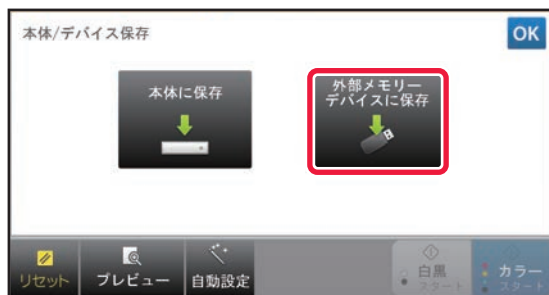 本体/デバイス保存
OK
本体に保存
外部メモリー
デバイスに保存
リセット
プレビュー
自動設定
白黒
スタート
カラー
スタート